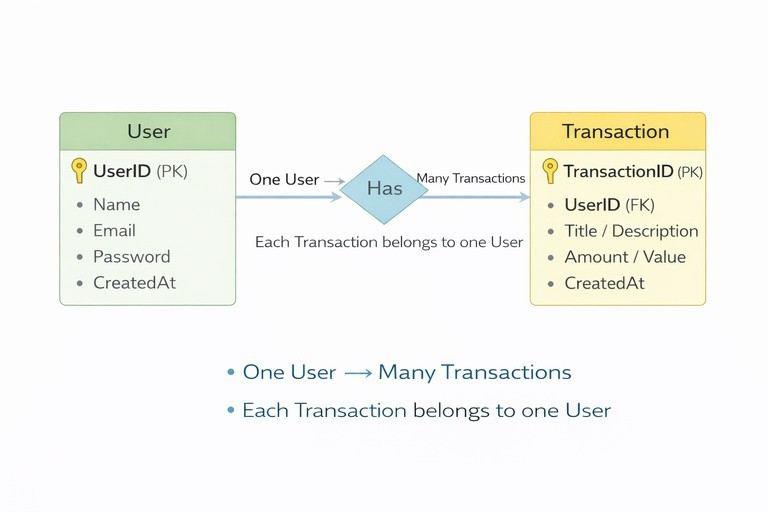 User
UserID (PK)
• Name
• Email
• Password
• CreatedAt
One User →
Has
Many Transactions
Each Transaction belongs to one User
Transaction
TransactionID (PK)
• UserID (FK)
• Title / Description
• Amount / Value
• CreatedAt
• One User → Many Transactions
• Each Transaction belongs to one User